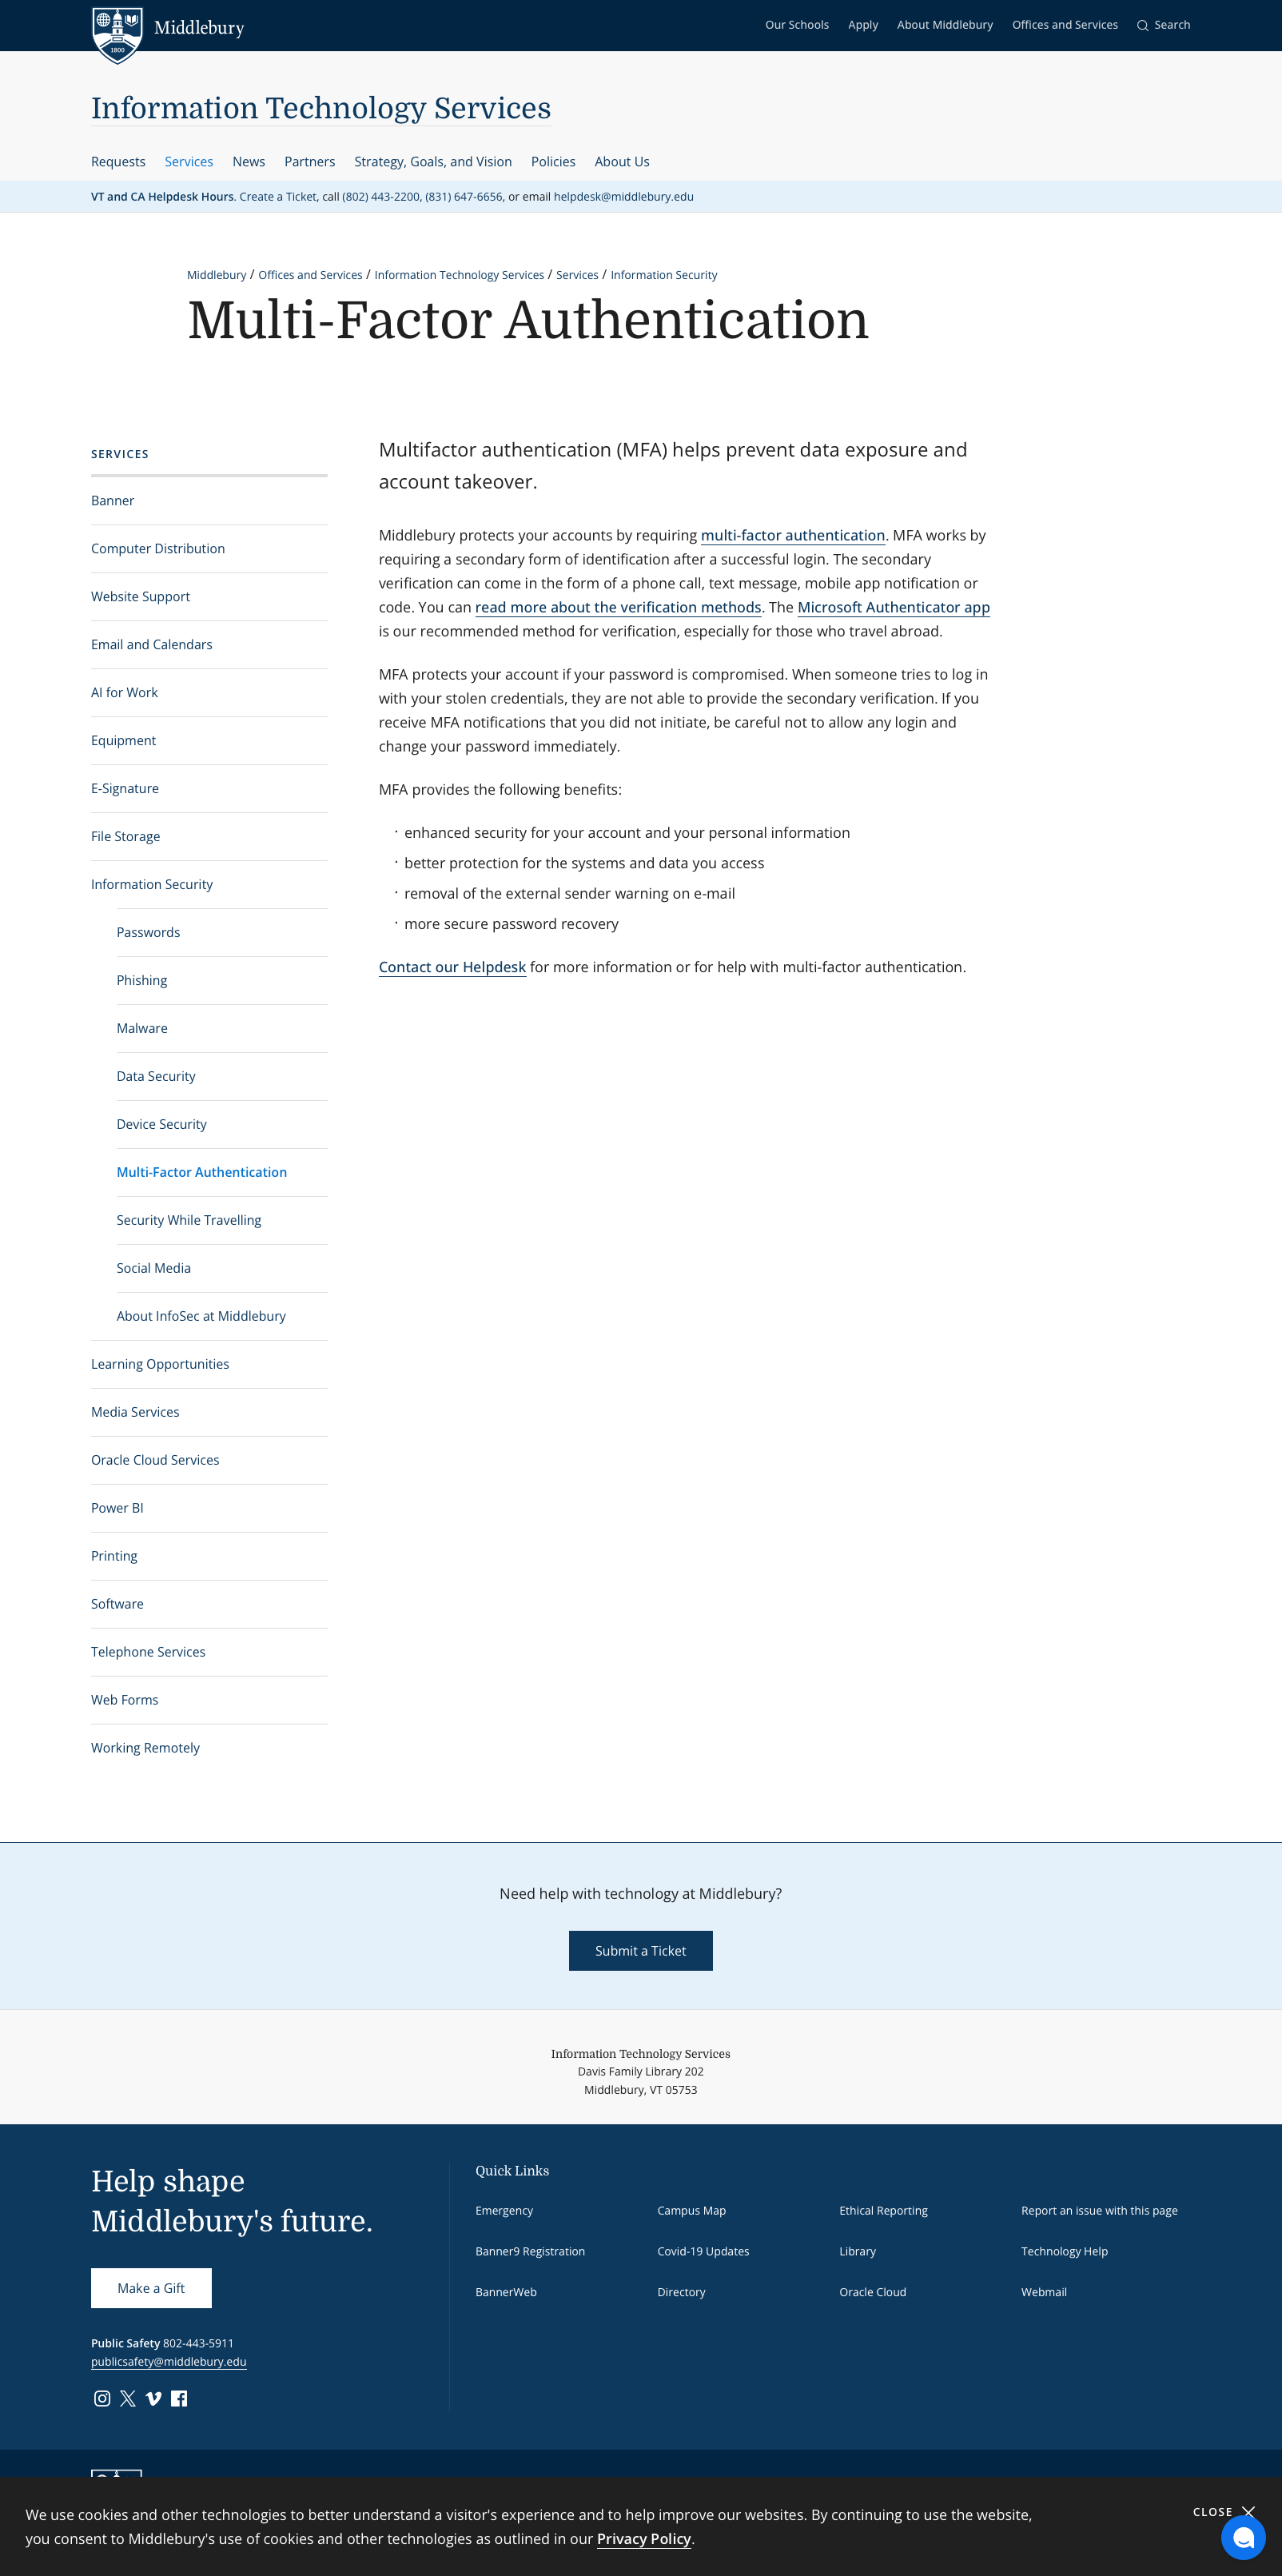 1800
Middlebury
Our Schools Apply About Middlebury Offices and Services Search
Information Technology Services
Requests Services News Partners Strategy, Goals, and Vision Policies About Us
VT and CA Helpdesk Hours. Create a Ticket, call (802) 443-2200, (831) 647-6656, or email helpdesk@middlebury.edu
Middlebury / Offices and Services / Information Technology Services / Services / Information Security
Multi-Factor Authentication
SERVICES
Banner
Computer Distribution
Website Support
Email and Calendars
AI for Work
Equipment
E-Signature
File Storage
Information Security
Passwords
Phishing
Malware
Data Security
Device Security
Multi-Factor Authentication
Security While Travelling
Social Media
About InfoSec at Middlebury
Learning Opportunities
Media Services
Oracle Cloud Services
Power BI
Printing
Software
Telephone Services
Web Forms
Working Remotely
Multifactor authentication (MFA) helps prevent data exposure and
account takeover.
Middlebury protects your accounts by requiring multi-factor authentication. MFA works by
requiring a secondary form of identification after a successful login. The secondary
verification can come in the form of a phone call, text message, mobile app notification or
code. You can read more about the verification methods. The Microsoft Authenticator app
is our recommended method for verification, especially for those who travel abroad.
MFA protects your account if your password is compromised. When someone tries to log in
with your stolen credentials, they are not able to provide the secondary verification. If you
receive MFA notifications that you did not initiate, be careful not to allow any login and
change your password immediately.
MFA provides the following benefits:
· enhanced security for your account and your personal information
· better protection for the systems and data you access
· removal of the external sender warning on e-mail
· more secure password recovery
Contact our Helpdesk for more information or for help with multi-factor authentication.
Need help with technology at Middlebury?
Submit a Ticket
Information Technology Services
Davis Family Library 202
Middlebury, VT 05753
Help shape
Middlebury's future.
Make a Gift
Public Safety 802-443-5911
publicsafety@middlebury.edu
Quick Links
Emergency Campus Map Ethical Reporting Report an issue with this page
Banner9 Registration Covid-19 Updates Library Technology Help
BannerWeb Directory Oracle Cloud Webmail
We use cookies and other technologies to better understand a visitor's experience and to help improve our websites. By continuing to use the website,
you consent to Middlebury's use of cookies and other technologies as outlined in our Privacy Policy.
CLOSE